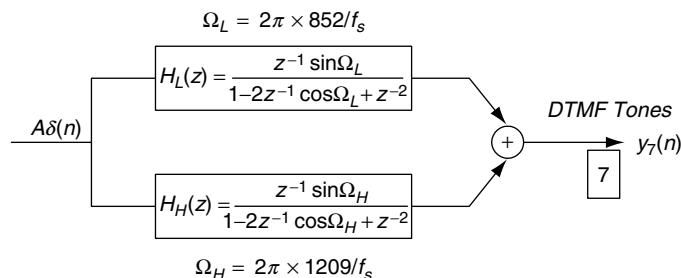 Ω_L = 2π × 852/f_s
H_L(z) = z⁻¹ sinΩ_L / 1–2z⁻¹ cosΩ_L + z⁻²
DTMF Tones
Aδ(n)
+
y₇(n)
7
H_H(z) = z⁻¹ sinΩ_H / 1–2z⁻¹ cosΩ_H + z⁻²
Ω_H = 2π × 1209/f_s